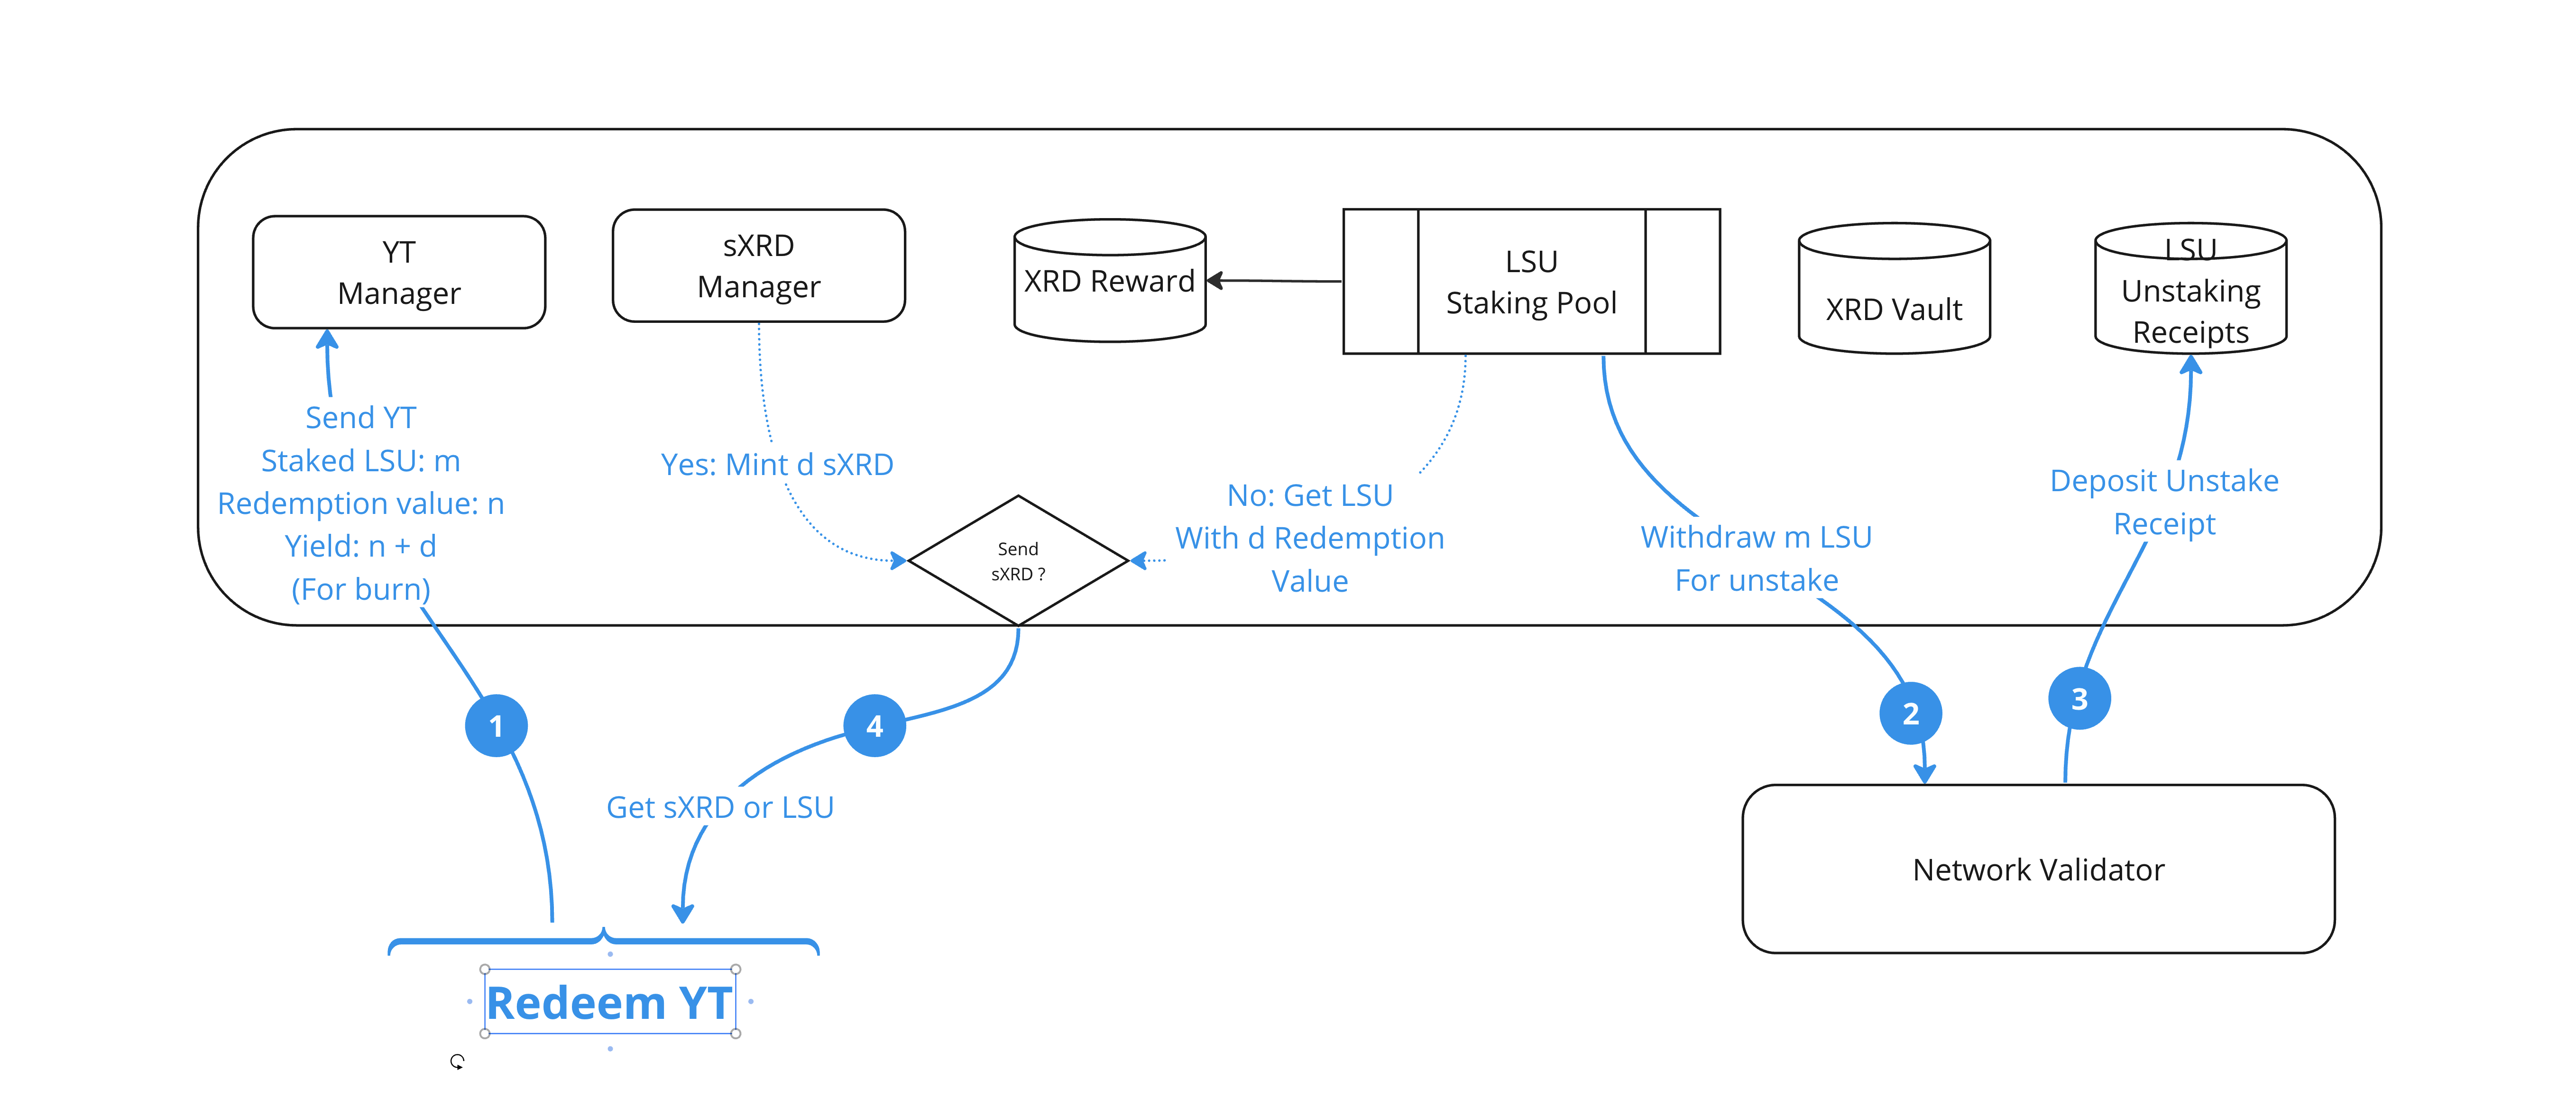 YT
Manager
sXRD
Manager
XRD Reward
LSU
Staking Pool
XRD Vault
LSU
Unstaking
Receipts
Send YT
Staked LSU: m
Redemption value: n
Yield: n + d
(For burn)
Yes: Mint d sXRD
Send
sXRD ?
No: Get LSU
With d Redemption
Value
Withdraw m LSU
For unstake
Deposit Unstake
Receipt
1
4
2
3
Get sXRD or LSU
Network Validator
Redeem YT